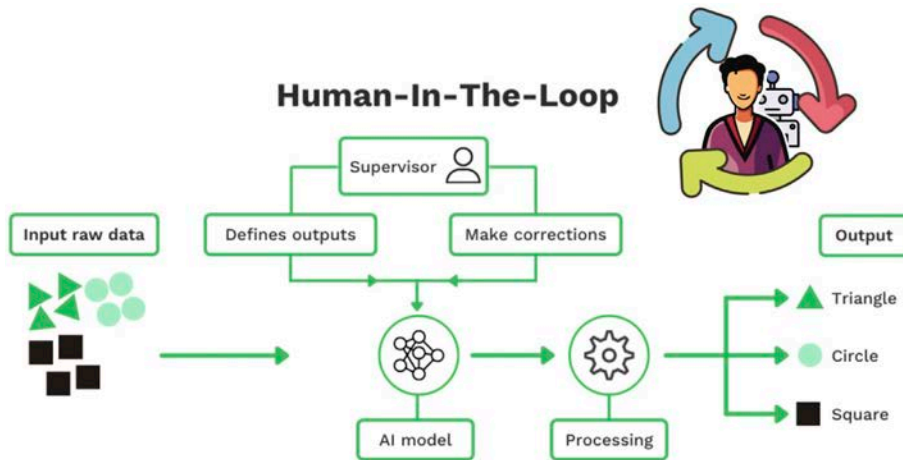 Human-In-The-Loop
Supervisor
Input raw data
Defines outputs
Make corrections
Output
Triangle
Circle
Square
AI model
Processing